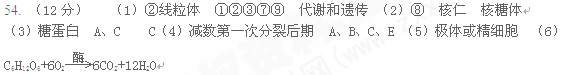 54. （12分） （1）②线粒体 ①②③⑦⑨ 代谢和遗传 （2）⑧ 核仁 核糖体
（3）糖蛋白 A、C C（4）减数第一次分裂后期 A、B、C、E （5）极体或精细胞 （6）
C₆H₁₂O₆+6O₂ —酶→ 6CO₂+12H₂O